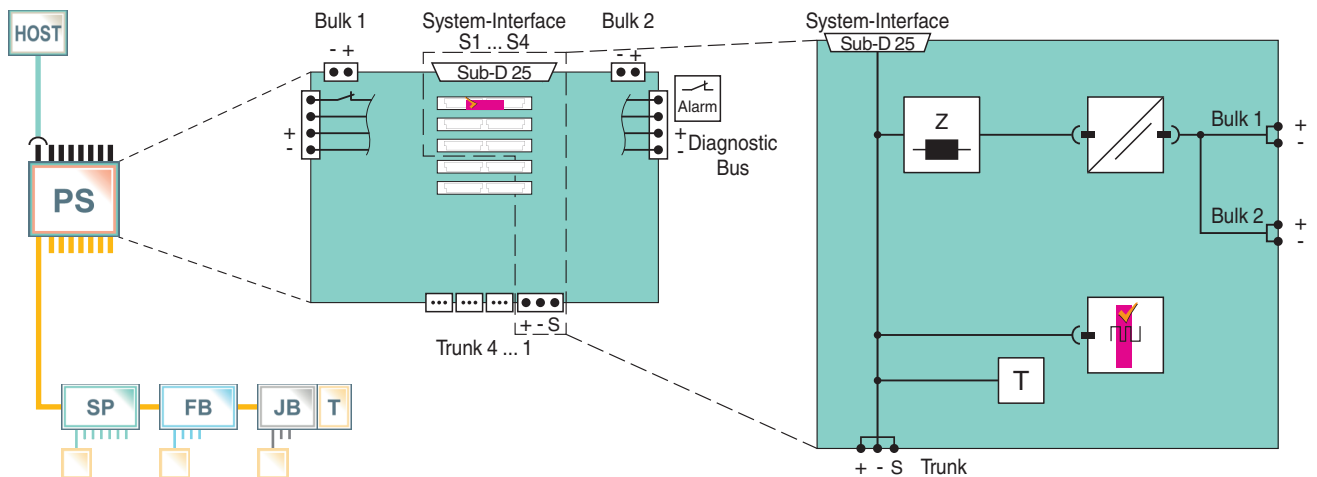 HOST
PS
SP
FB
JB
T
Bulk 1
- +
System-Interface
S1 ... S4
Sub-D 25
Bulk 2
- +
Alarm
+
-
+
-
Diagnostic
Bus
+ - S
Trunk 4 ... 1
System-Interface
Sub-D 25
Z
Bulk 1
+
-
Bulk 2
+
-
T
+ - S Trunk